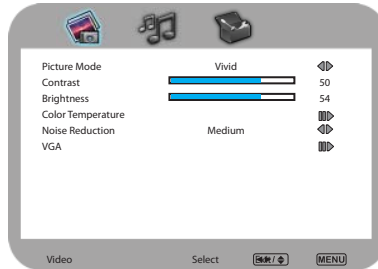 Picture Mode Vivid
Contrast 50
Brightness 54
Color Temperature
Noise Reduction Medium
VGA
Video Select MENU